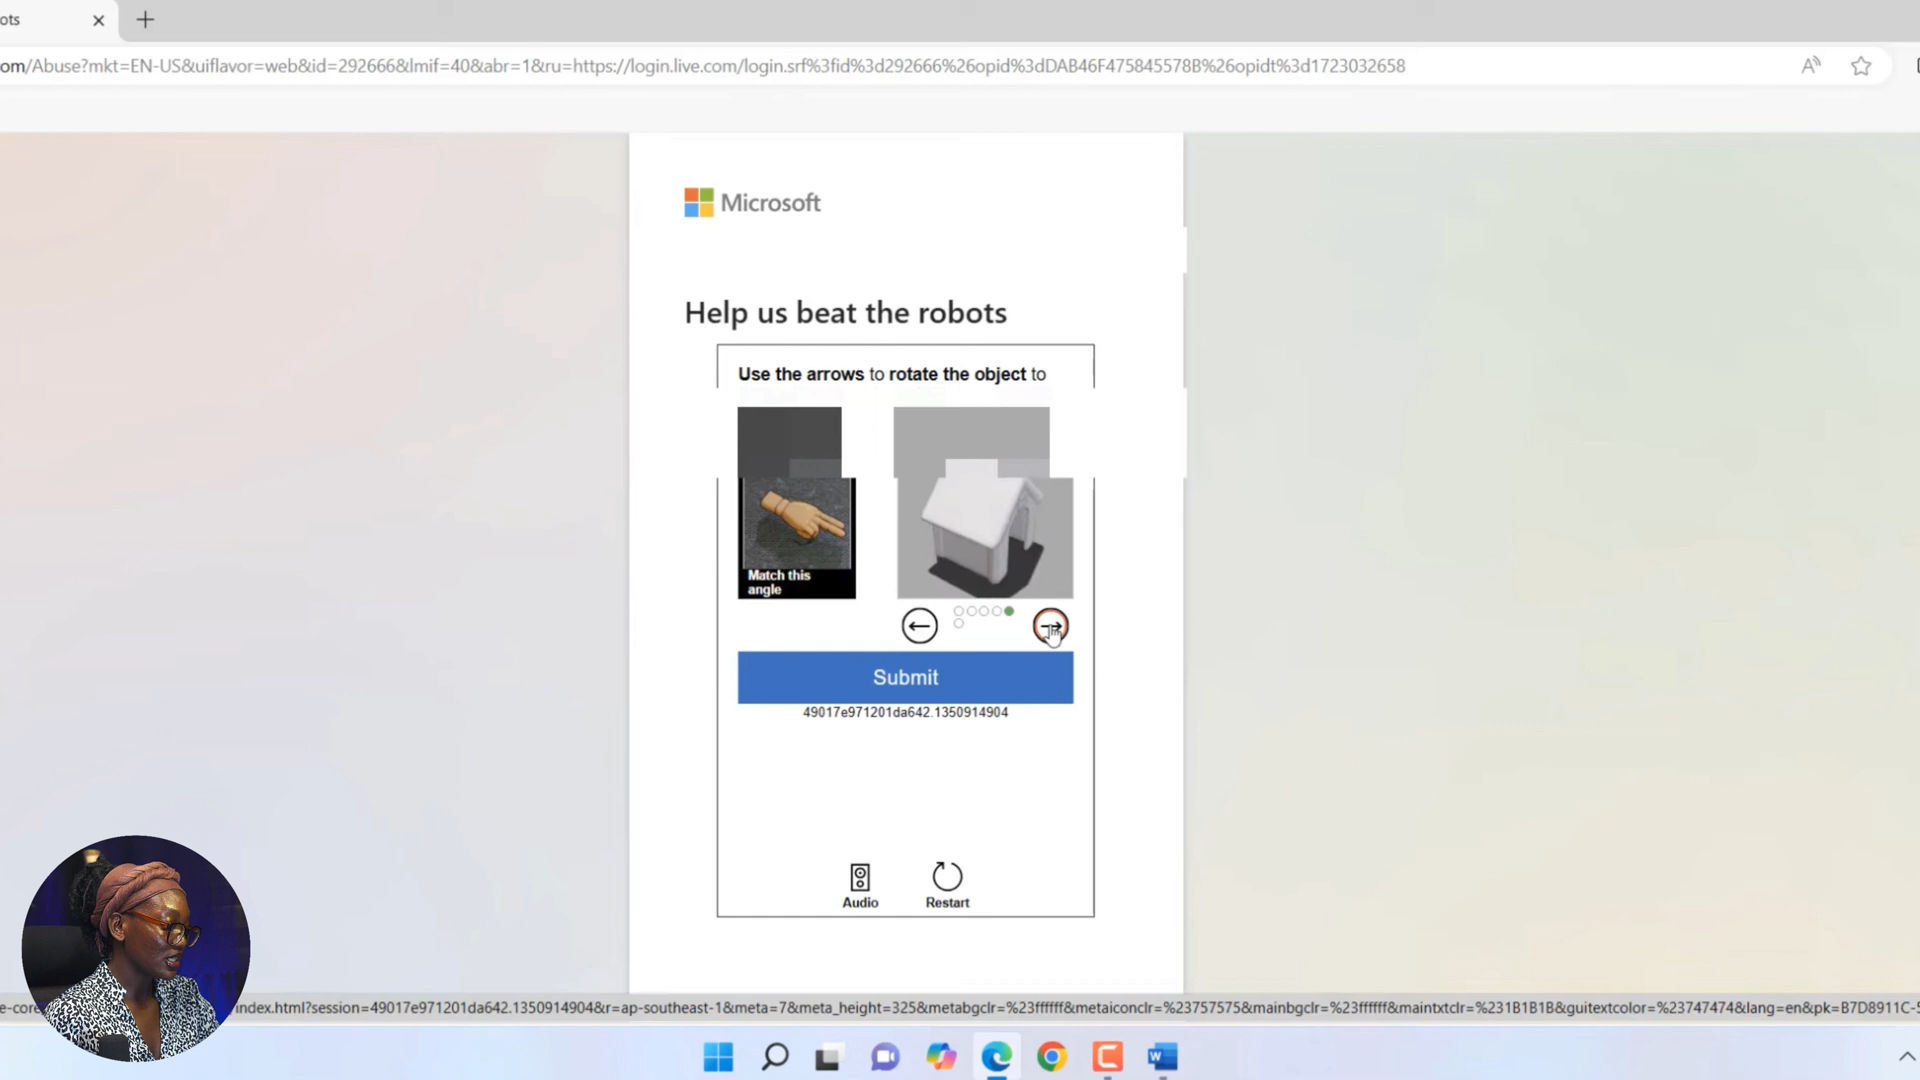 ots
om/Abuse?mkt=EN-US&uiflavor=web&id=292666&lmif=40&abr=1&ru=https://login.live.com/login.srf%3fid%3d292666%26opid%3dDAB46F475845578B%26opidt%3d1723032658
Microsoft
Help us beat the robots
Use the arrows to rotate the object to
Match this
angle
Submit
49017e971201da642.1350914904
Audio
Restart
e-core
index.html?session=49017e971201da642.1350914904&r=ap-southeast-1&meta=7&meta_height=325&metabgclr=%23ffffff&metaiconclr=%23757575&mainbgclr=%23ffffff&maintxtclr=%231B1B1B&guitextcolor=%23747474&lang=en&pk=B7D8911C-5